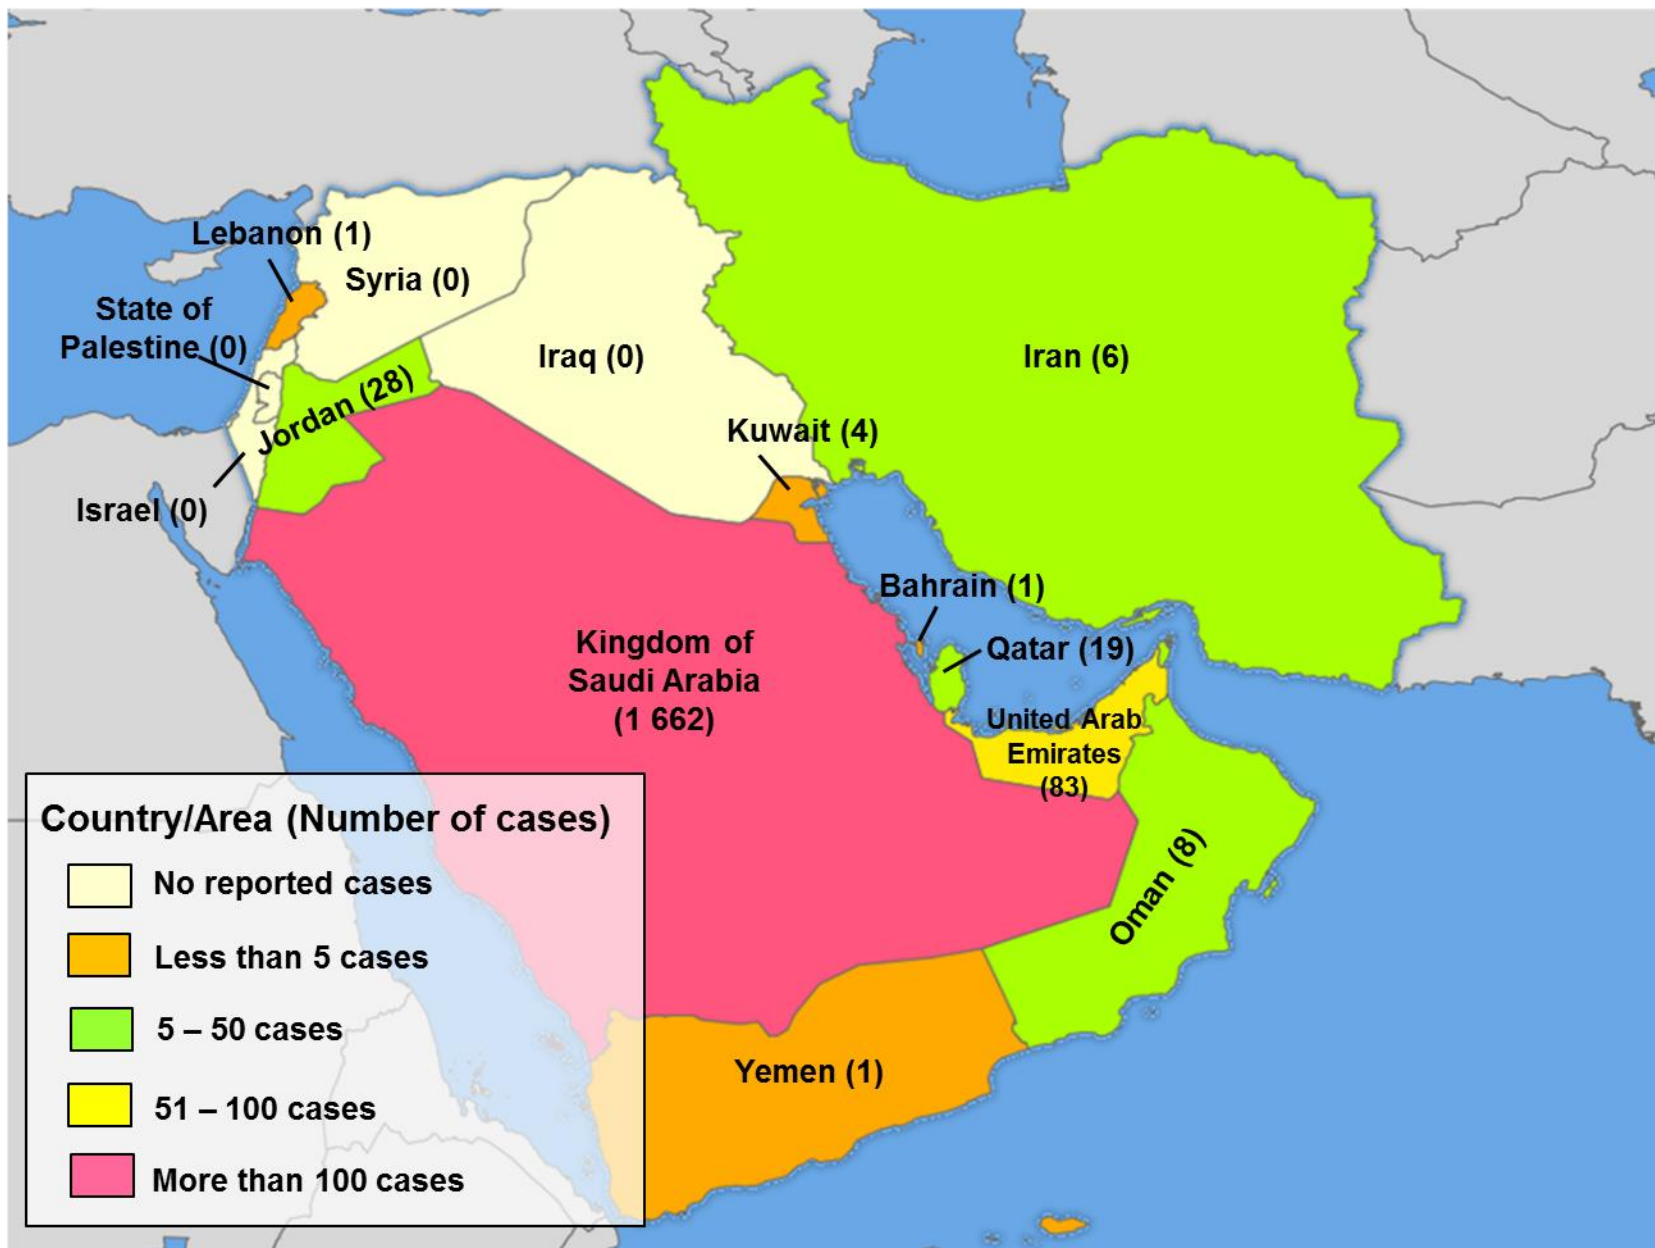 Lebanon (1)
Syria (0)
State of
Palestine (0)
Iraq (0)
Iran (6)
Jordan (28)
Kuwait (4)
Israel (0)
Bahrain (1)
Kingdom of
Saudi Arabia
(1 662)
Qatar (19)
United Arab
Emirates
(83)
Oman (8)
Yemen (1)
Country/Area (Number of cases)
No reported cases
Less than 5 cases
5 – 50 cases
51 – 100 cases
More than 100 cases